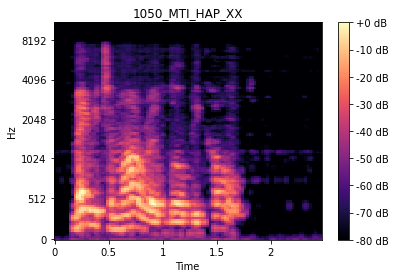 1050_MTI_HAP_XX
+0 dB
8192
-10 dB
4096
-20 dB
-30 dB
2048
Hz
-40 dB
1024
-50 dB
512
-60 dB
-70 dB
0
-80 dB
0 0.5 1 1.5 2
Time